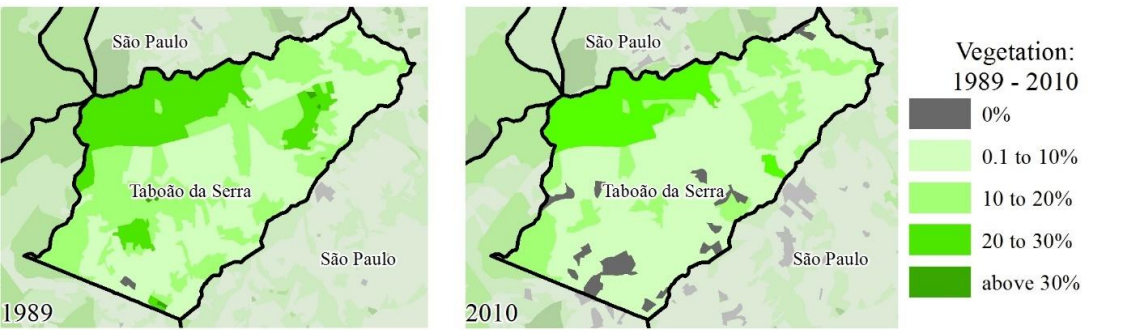 São Paulo
Taboão da Serra
São Paulo
1989
São Paulo
Taboão da Serra
São Paulo
2010
Vegetation:
1989 - 2010
0%
0.1 to 10%
10 to 20%
20 to 30%
above 30%